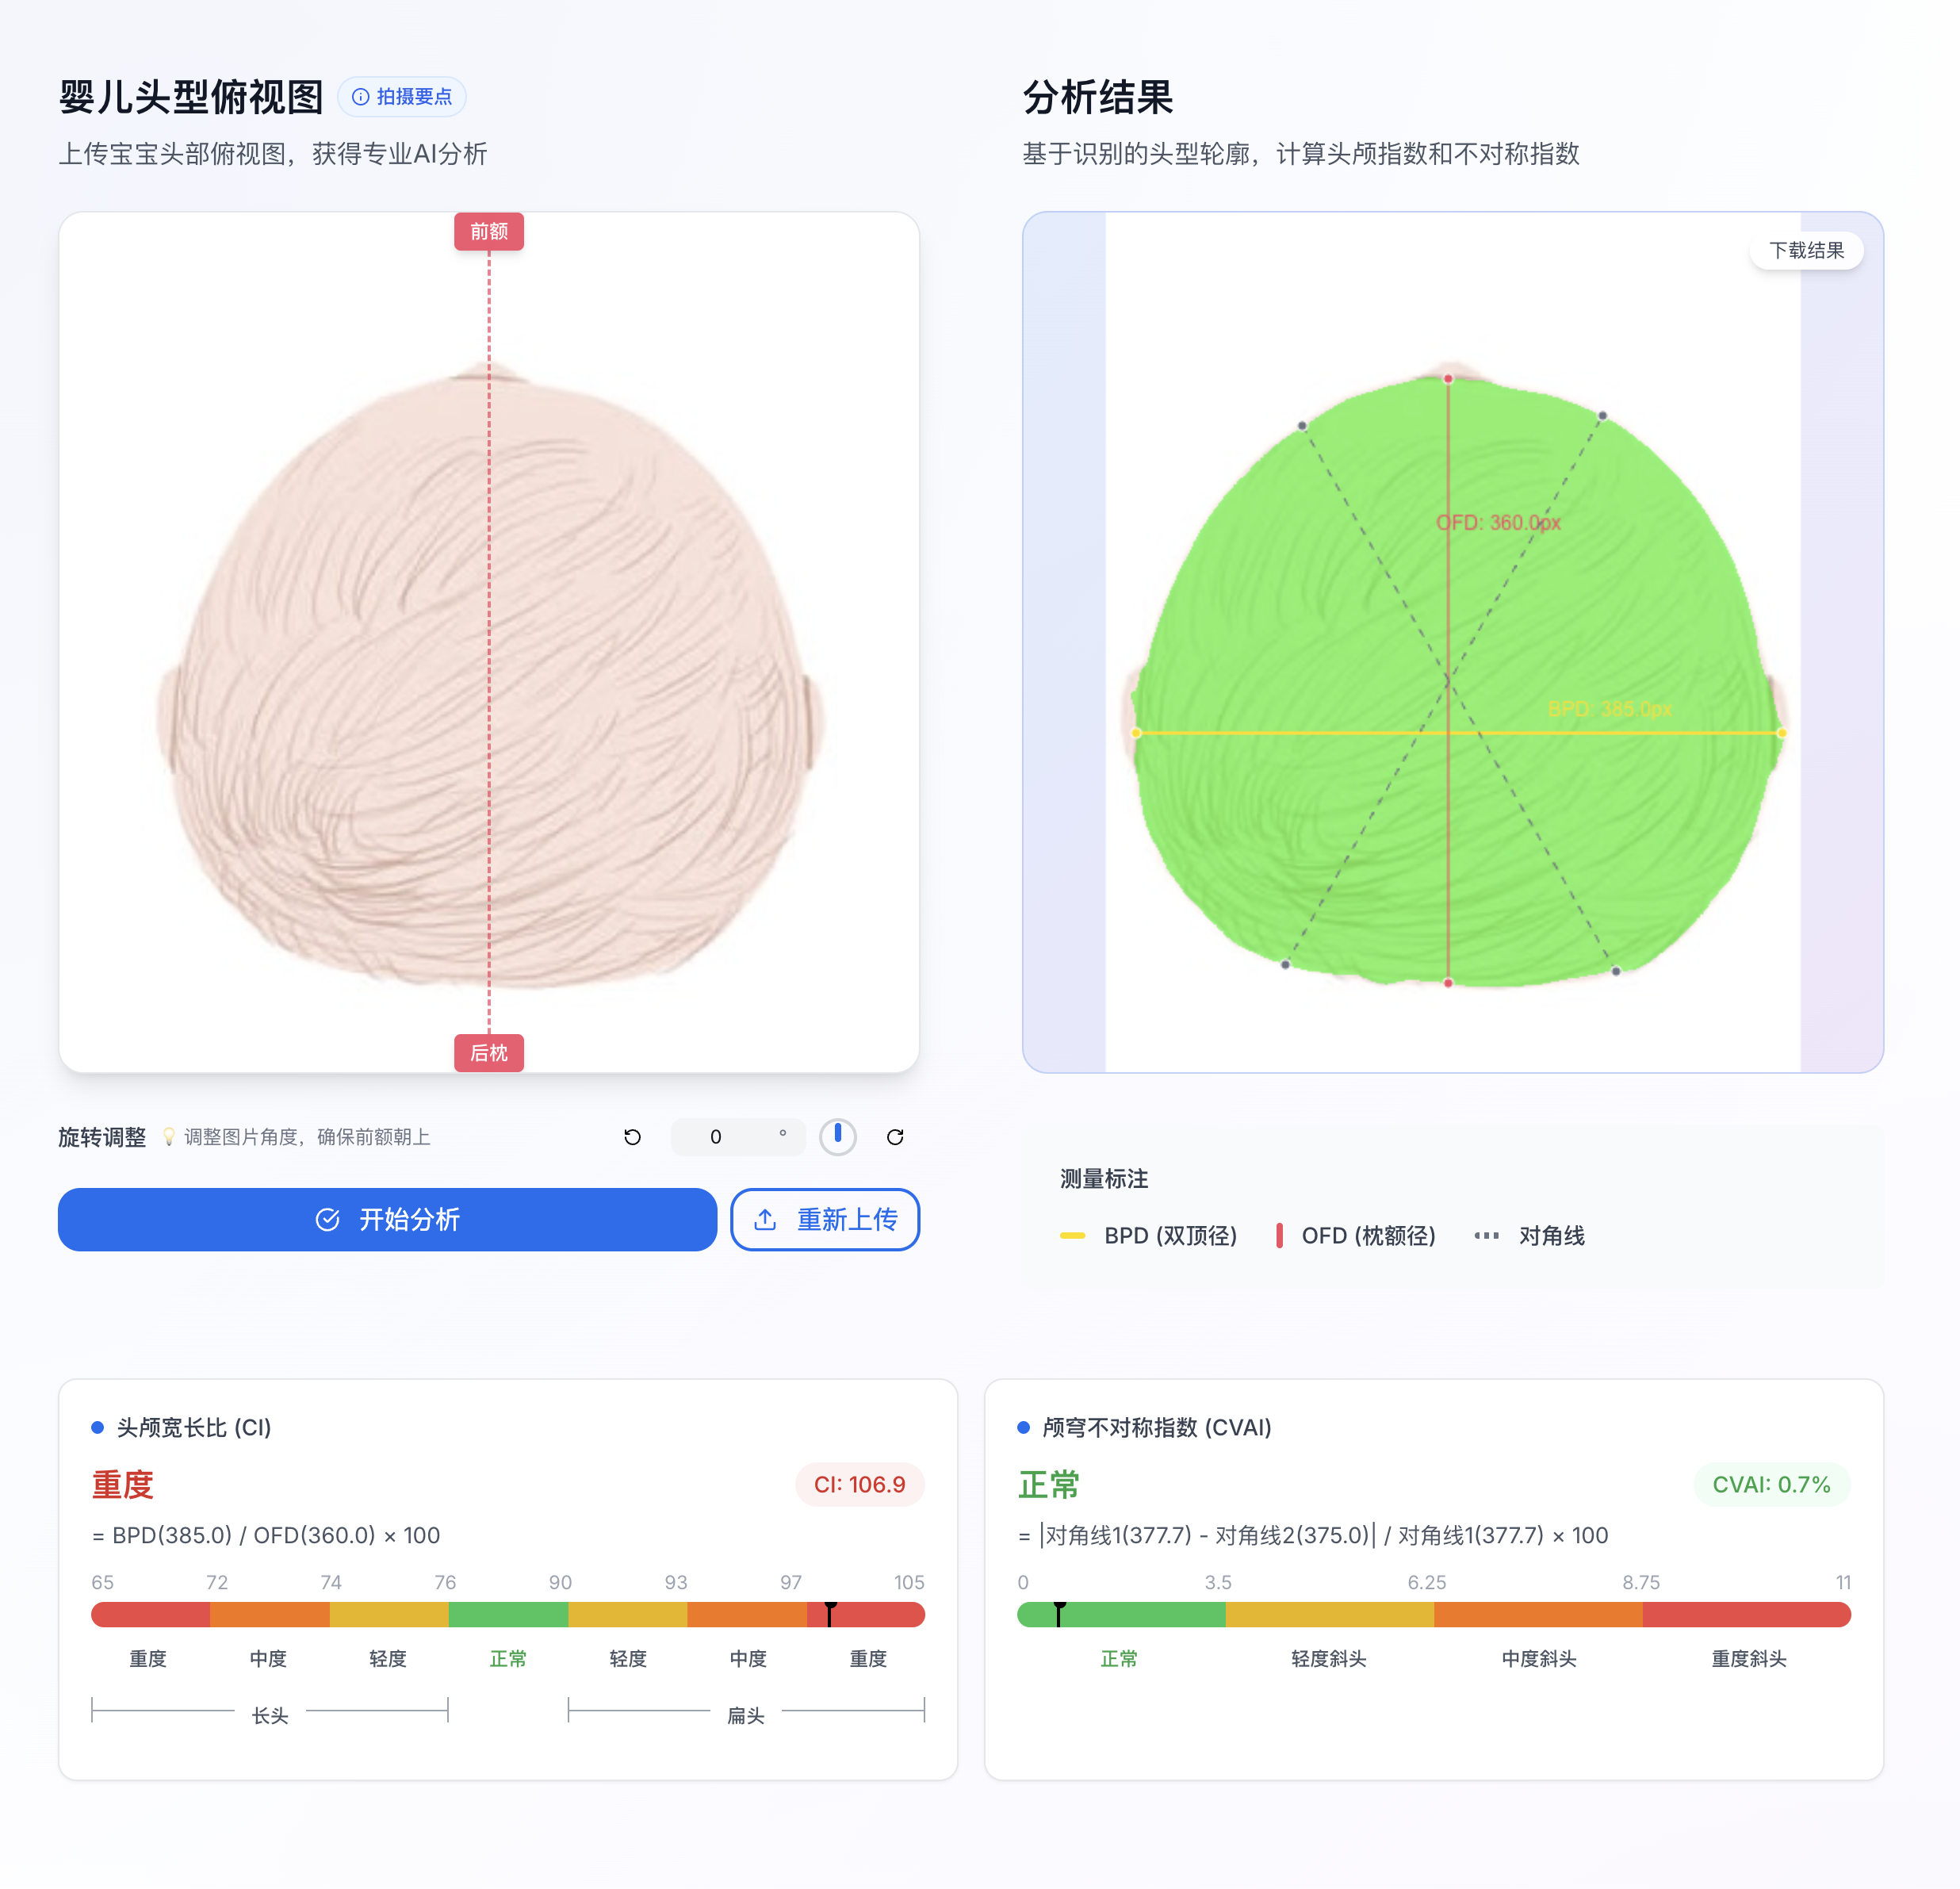 婴儿头型俯视图
拍摄要点
上传宝宝头部俯视图，获得专业AI分析
前额
后枕
旋转调整
调整图片角度，确保前额朝上
0 °
开始分析
重新上传
分析结果
基于识别的头型轮廓，计算头颅指数和不对称指数
下载结果
OFD: 360.0px
BPD: 385.0px
测量标注
BPD (双顶径)
OFD (枕额径)
对角线
头颅宽长比 (CI)
重度
CI: 106.9
= BPD(385.0) / OFD(360.0) × 100
65 72 74 76 90 93 97 105
重度 中度 轻度 正常 轻度 中度 重度
长头 扁头
颅穹不对称指数 (CVAI)
正常
CVAI: 0.7%
= |对角线1(377.7) - 对角线2(375.0)| / 对角线1(377.7) × 100
0 3.5 6.25 8.75 11
正常 轻度斜头 中度斜头 重度斜头